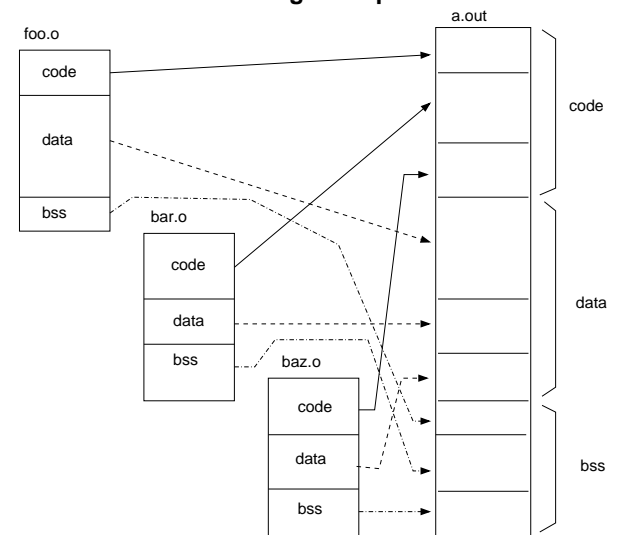 a.out
foo.o
code
data
bss
bar.o
code
data
bss
baz.o
code
data
bss
code
data
bss